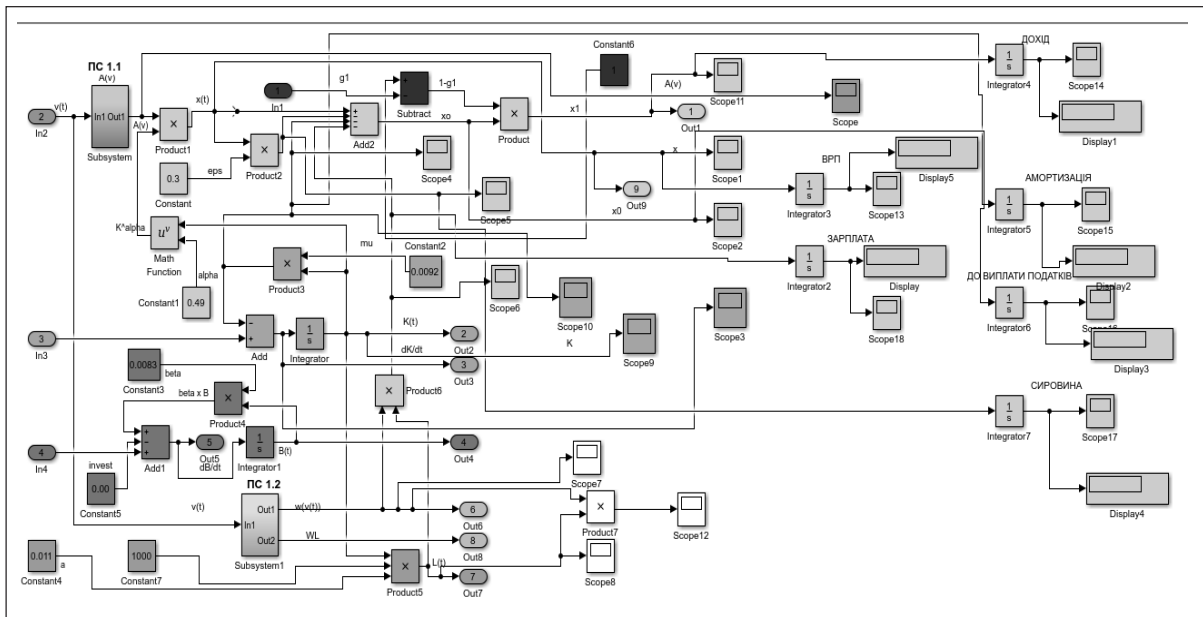 ПС 1.1
A(v)
v(t)
2
In2
In1 Out1
Subsystem
A(v)
×
Product1
x(t)
0.3
Constant
eps
×
Product2
g1
1
In1
+
−
Subtract
1-g1
+
−
−
−
Add2
xo
Scope4
Scope5
×
Product
x1
Constant6
1
A(v)
Scope11
1
Out1
Scope
x
Scope1
9
Out9
x0
Scope2
ДОХІД
1
s
Integrator4
Scope14
Display1
ВРП
1
s
Integrator3
Scope13
Display5
АМОРТИЗАЦІЯ
1
s
Integrator5
Scope15
Display2
ЗАРПЛАТА
1
s
Integrator2
Display
Scope18
ДО ВИПЛАТИ ПОДАТКІВ
1
s
Integrator6
Scope16
Display3
СИРОВИНА
1
s
Integrator7
Scope17
Display4
K^alpha
u^v
Math
Function
alpha
0.49
Constant1
×
Product3
mu
Constant2
0.0092
Scope6
Scope10
K
Scope9
Scope3
3
In3
−
+
Add
1
s
Integrator
K(t)
2
Out2
dK/dt
3
Out3
0.0083
beta
Constant3
beta x B
×
Product4
×
Product6
4
In4
+
−
+
Add1
5
Out5
dB/dt
1
s
Integrator1
B(t)
4
Out4
invest
0.00
Constant5
ПС 1.2
v(t)
In1
Out1
Out2
Subsystem1
w(v(t))
WL
6
Out6
8
Out8
Scope7
×
Product7
Scope12
Scope8
0.011
a
Constant4
1000
Constant7
×
Product5
L(t)
7
Out7